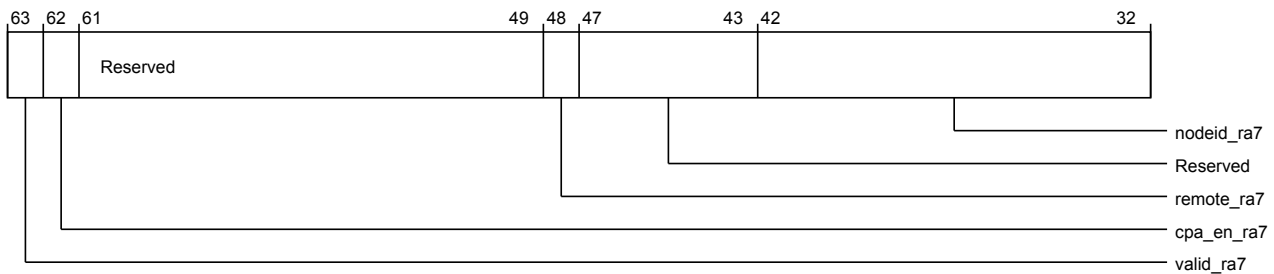 63 62 61 49 48 47 43 42 32
Reserved
nodeid_ra7
Reserved
remote_ra7
cpa_en_ra7
valid_ra7